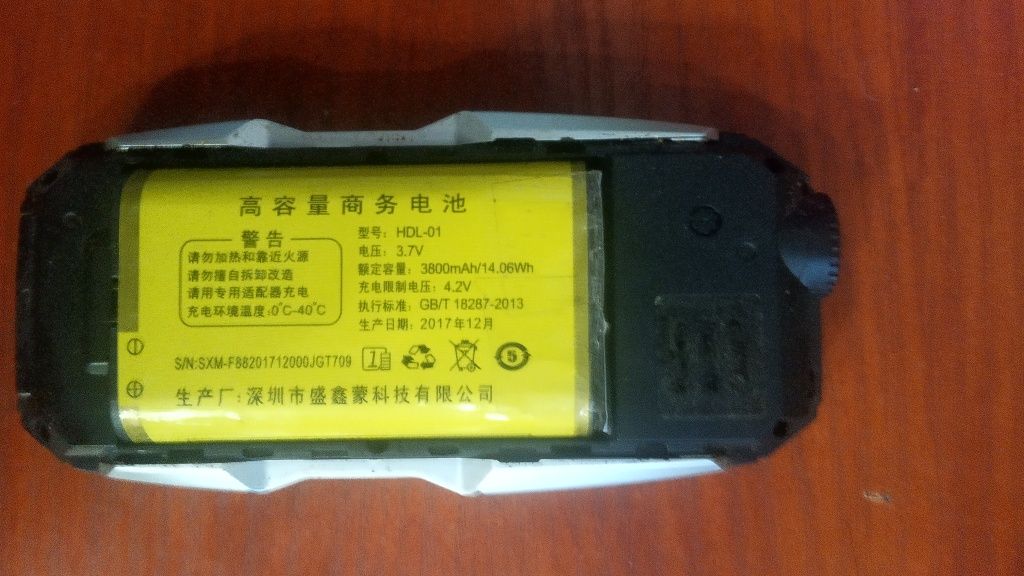 高容量商务电池
警告
请勿加热和靠近火源
请勿擅自拆卸改造
请用专用适配器充电
充电环境温度:0°C-40°C
型号: HDL-01
电压: 3.7V
额定容量: 3800mAh/14.06Wh
充电限制电压: 4.2V
执行标准: GB/T 18287-2013
生产日期: 2017年12月
S/N:SXM-F88201712000JGT709
1
5
生产厂:深圳市盛鑫蒙科技有限公司